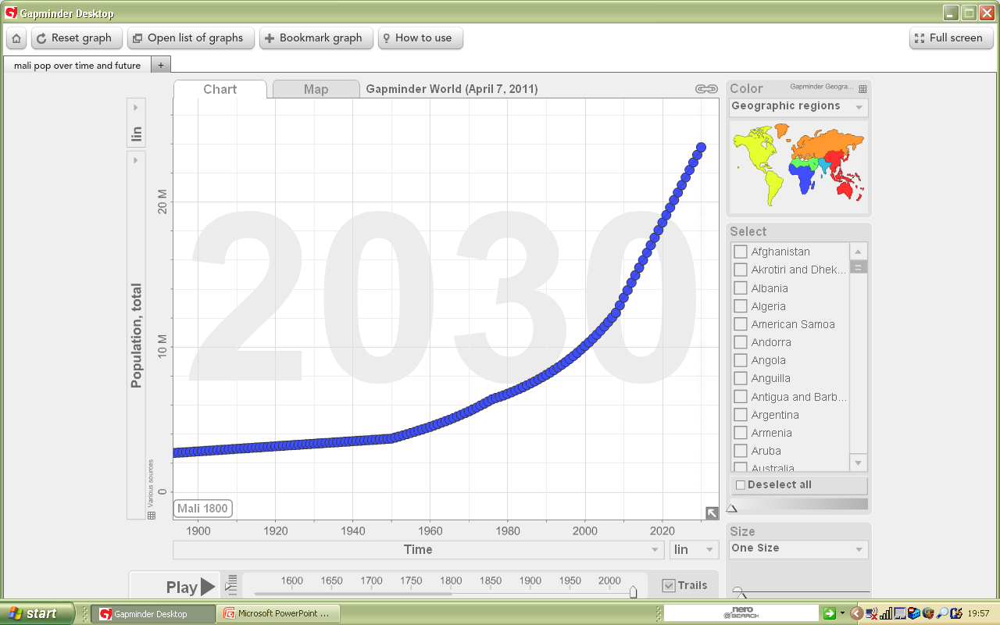 Gapminder Desktop
Reset graph
Open list of graphs
Bookmark graph
How to use
Full screen
mali pop over time and future
+
Chart
Map
Gapminder World (April 7, 2011)
lin
Population, total
Various sources
20 M
10 M
0
2030
Mali 1800
1900 1920 1940 1960 1980 2000 2020
Time
lin
Play
1600 1650 1700 1750 1800 1850 1900 1950 2000
Trails
Color
Gapminder Geogra...
Geographic regions
Select
Afghanistan
Akrotiri and Dhek...
Albania
Algeria
American Samoa
Andorra
Angola
Anguilla
Antigua and Barb...
Argentina
Armenia
Aruba
Australia
Deselect all
Size
One Size
start
Gapminder Desktop
Microsoft PowerPoint ...
nero
@SEARCH
19:57